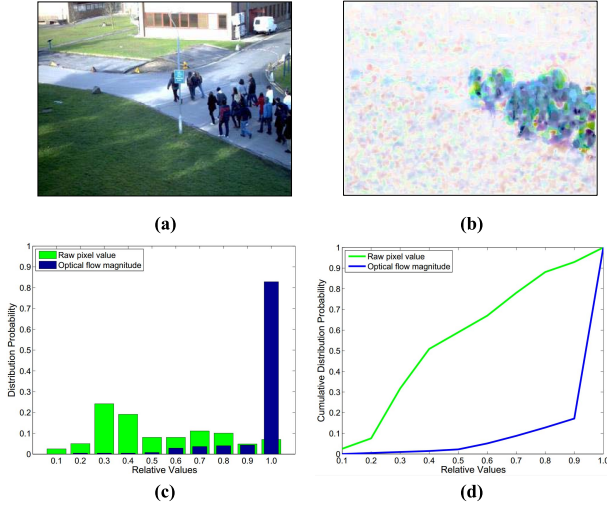 (a)
(b)
Raw pixel value
Optical flow magnitude
Distribution Probability
1
0.9
0.8
0.7
0.6
0.5
0.4
0.3
0.2
0.1
0
0.1 0.2 0.3 0.4 0.5 0.6 0.7 0.8 0.9 1.0
Relative Values
(c)
Raw pixel value
Optical flow magnitude
Cumulative Distribution Probability
1
0.9
0.8
0.7
0.6
0.5
0.4
0.3
0.2
0.1
0
0.1 0.2 0.3 0.4 0.5 0.6 0.7 0.8 0.9 1.0
Relative Values
(d)